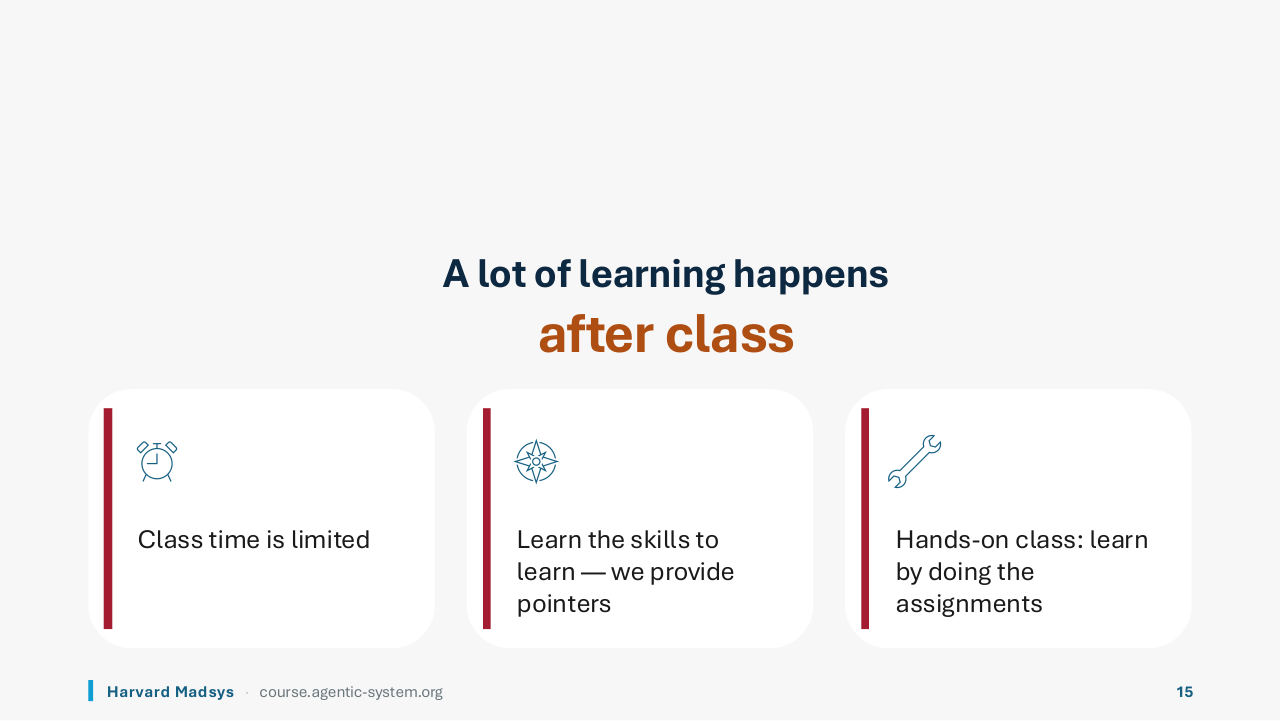 A lot of learning happens
after class
Class time is limited
Learn the skills to
learn — we provide
pointers
Hands-on class: learn
by doing the
assignments
Harvard Madsys · course.agentic-system.org
15